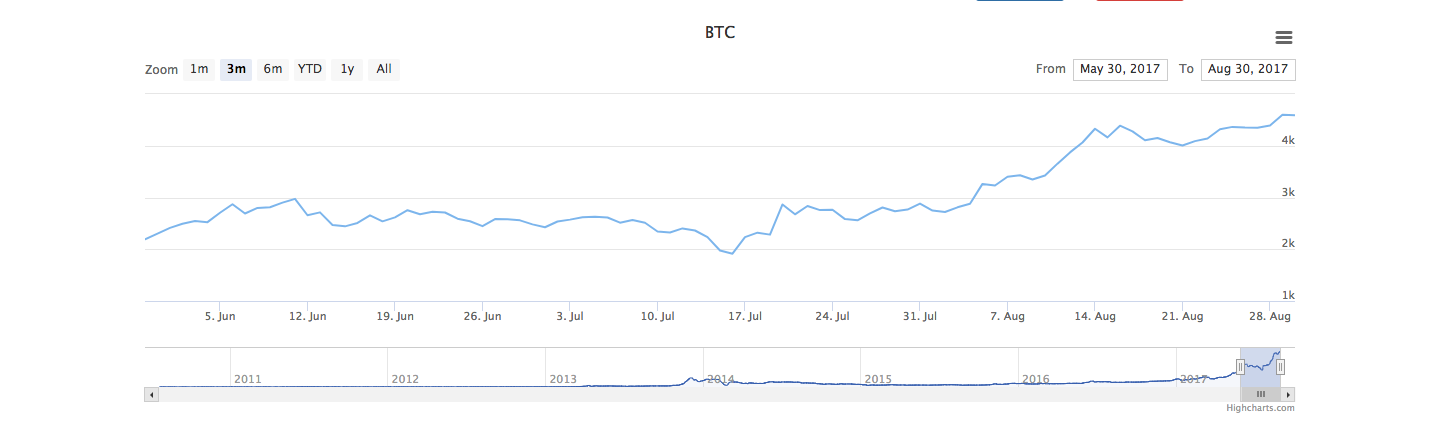 BTC
Zoom 1m 3m 6m YTD 1y All From May 30, 2017 To Aug 30, 2017
4k
3k
2k
1k
5. Jun 12. Jun 19. Jun 26. Jun 3. Jul 10. Jul 17. Jul 24. Jul 31. Jul 7. Aug 14. Aug 21. Aug 28. Aug
2011 2012 2013 2014 2015 2016 2017
Highcharts.com